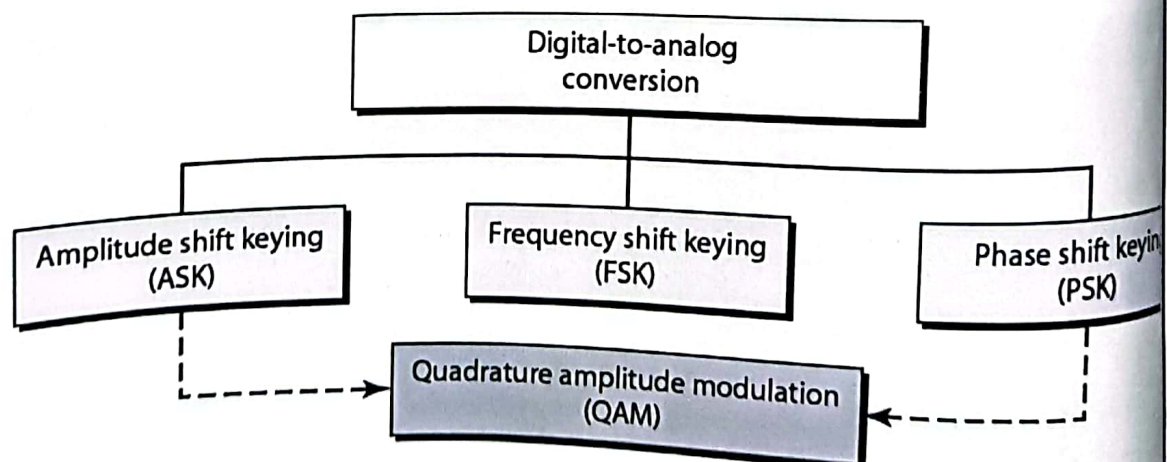 Digital-to-analog
conversion
Amplitude shift keying
(ASK)
Frequency shift keying
(FSK)
Phase shift keyin
(PSK)
Quadrature amplitude modulation
(QAM)